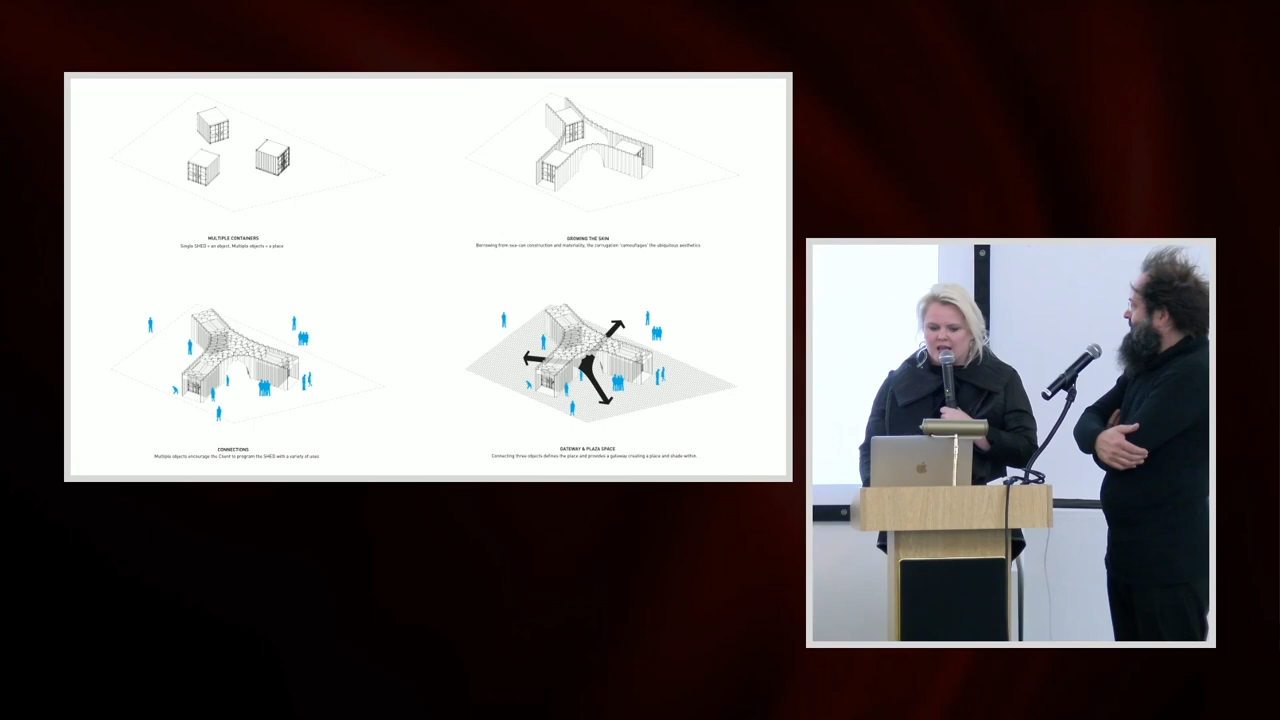 MULTIPLE CONTAINERS
Single SHED = an object, Multiple objects = a place
GROWING THE SKIN
Borrowing from sea-can construction and materiality, the corrugation 'camouflages' the ubiquitous aesthetics
CONNECTIONS
Multiple objects encourage the Client to program the SHED with a variety of uses
GATEWAY & PLAZA SPACE
Connecting three objects defines the place and provides a gateway creating a place and shade within.